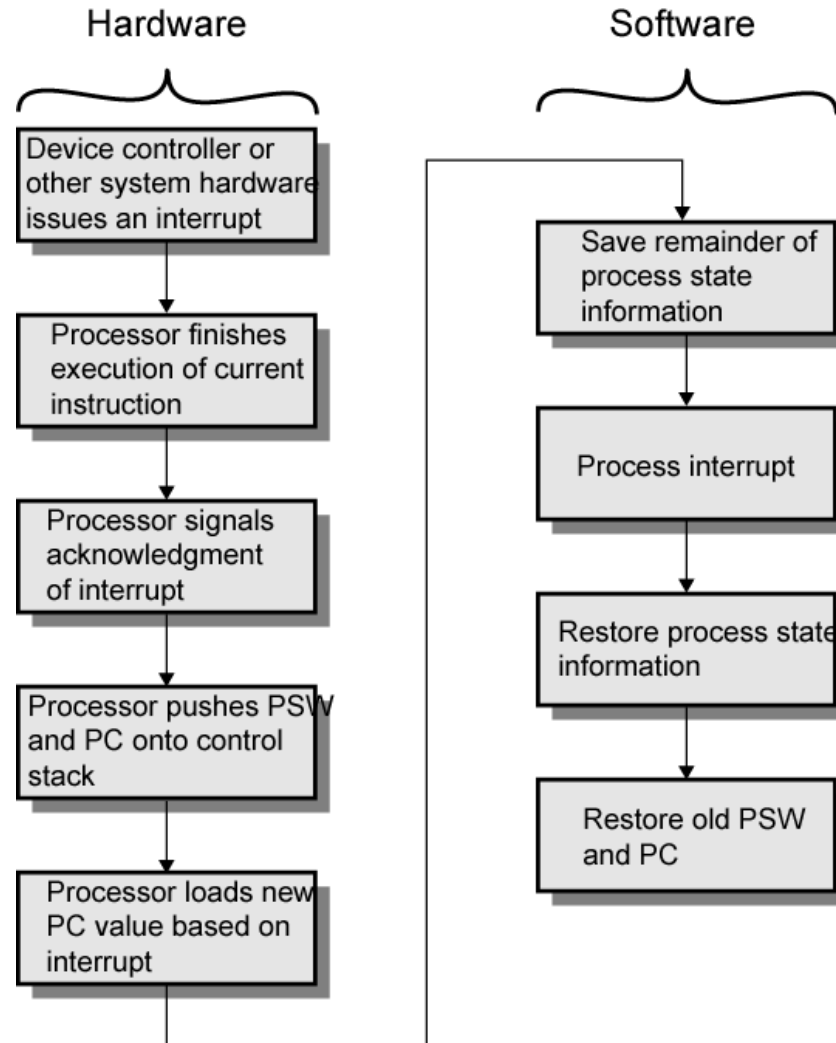 Hardware
Device controller or
other system hardware
issues an interrupt
Processor finishes
execution of current
instruction
Processor signals
acknowledgment
of interrupt
Processor pushes PSW
and PC onto control
stack
Processor loads new
PC value based on
interrupt
Software
Save remainder of
process state
information
Process interrupt
Restore process state
information
Restore old PSW
and PC